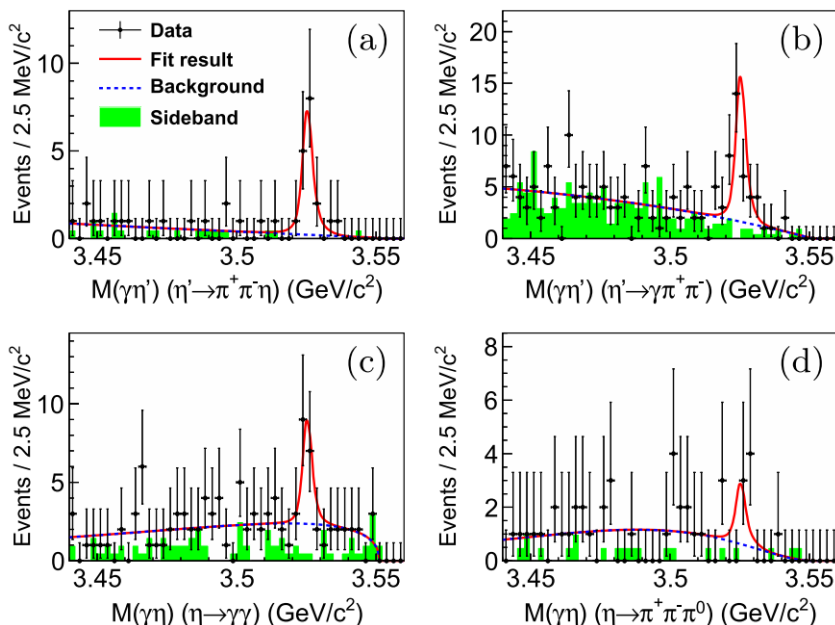 (a)
Data
Fit result
Background
Sideband
Events / 2.5 MeV/c²
10
5
0
3.45 3.5 3.55
M(γη') (η'→π⁺π⁻η) (GeV/c²)
(b)
Events / 2.5 MeV/c²
20
15
10
5
0
3.45 3.5 3.55
M(γη') (η'→γπ⁺π⁻) (GeV/c²)
(c)
Events / 2.5 MeV/c²
10
5
0
3.45 3.5 3.55
M(γη) (η→γγ) (GeV/c²)
(d)
Events / 2.5 MeV/c²
8
6
4
2
0
3.45 3.5 3.55
M(γη) (η→π⁺π⁻π⁰) (GeV/c²)